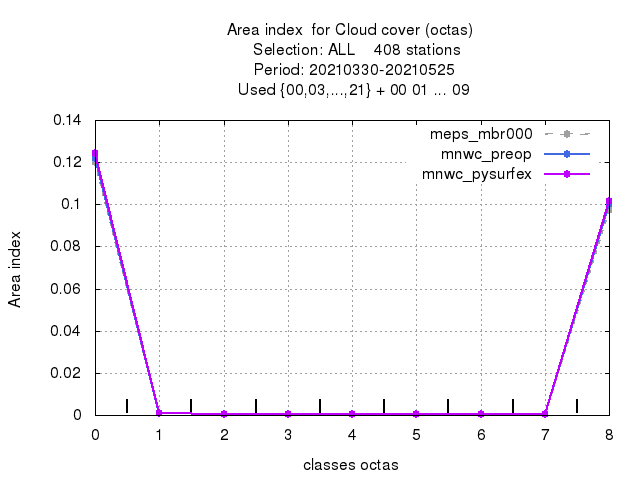 Area index  for Cloud cover (octas)
Selection: ALL    408 stations
Period: 20210330-20210525
Used {00,03,...,21} + 00 01 ... 09
meps_mbr000
mnwc_preop
mnwc_pysurfex
0.14
0.12
0.1
0.08
0.06
0.04
0.02
0
Area index
0 1 2 3 4 5 6 7 8
classes octas